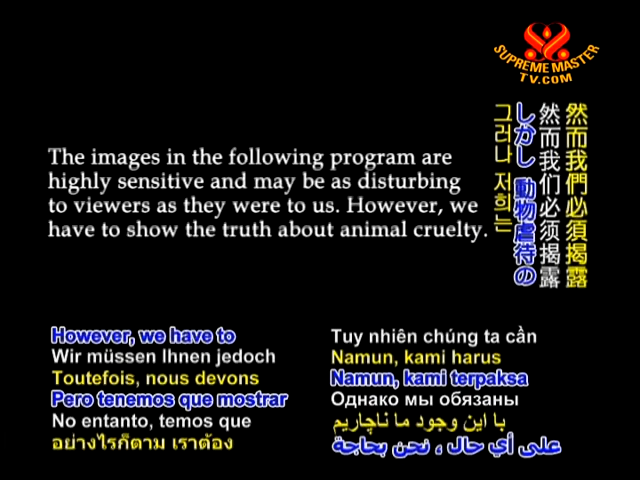 SUPREME MASTER
TV.COM
The images in the following program are
highly sensitive and may be as disturbing
to viewers as they were to us. However, we
have to show the truth about animal cruelty.
然而我們必須揭露
然而我们必须揭露
しかし 動物虐待の
그러나 저희는
However, we have to
Wir müssen Ihnen jedoch
Toutefois, nous devons
Pero tenemos que mostrar
No entanto, temos que
อย่างไรก็ตาม เราต้อง
Tuy nhiên chúng ta cần
Namun, kami harus
Namun, kami terpaksa
Однако мы обязаны
با این وجود ما ناچاریم
على أي حال ، نحن بحاجة